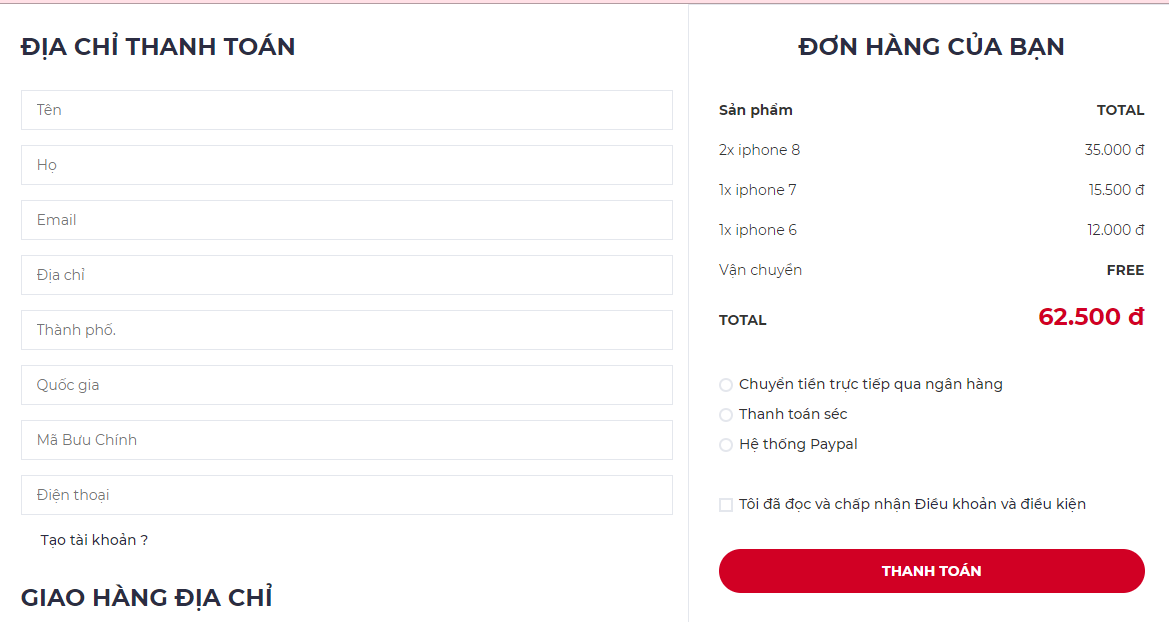 ĐỊA CHỈ THANH TOÁN
Tên
Họ
Email
Địa chỉ
Thành phố.
Quốc gia
Mã Bưu Chính
Điện thoại
Tạo tài khoản ?
GIAO HÀNG ĐỊA CHỈ
ĐƠN HÀNG CỦA BẠN
Sản phẩm TOTAL
2x iphone 8 35.000 đ
1x iphone 7 15.500 đ
1x iphone 6 12.000 đ
Vận chuyển FREE
TOTAL 62.500 đ
Chuyển tiền trực tiếp qua ngân hàng
Thanh toán séc
Hệ thống Paypal
Tôi đã đọc và chấp nhận Điều khoản và điều kiện
THANH TOÁN